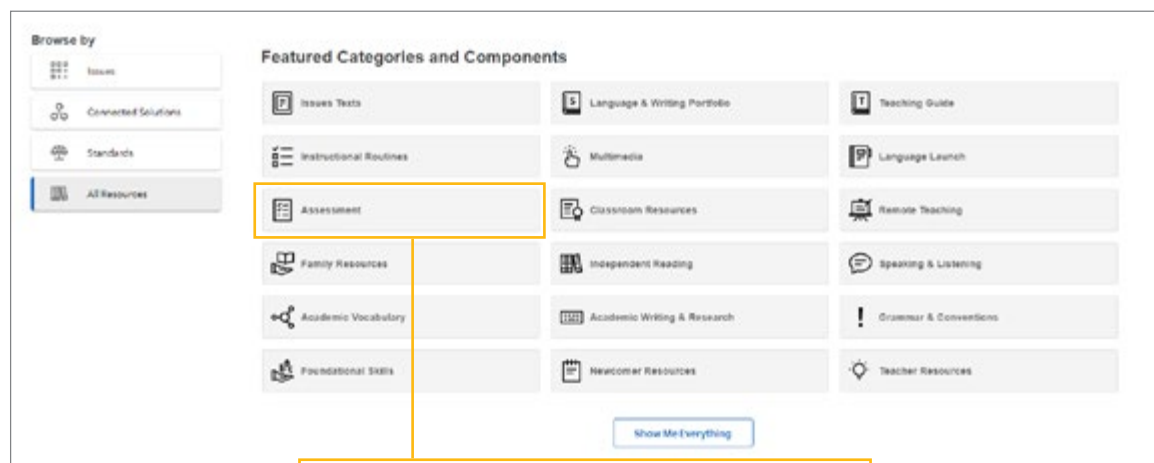 Browse by
Issues
Connected Solutions
Standards
All Resources
Featured Categories and Components
Issues Texts
Language & Writing Portfolio
Teaching Guide
Instructional Routines
Multimedia
Language Launch
Assessment
Classroom Resources
Remote Teaching
Family Resources
Independent Reading
Speaking & Listening
Academic Vocabulary
Academic Writing & Research
Grammar & Conventions
Foundational Skills
Newcomer Resources
Teacher Resources
Show Me Everything